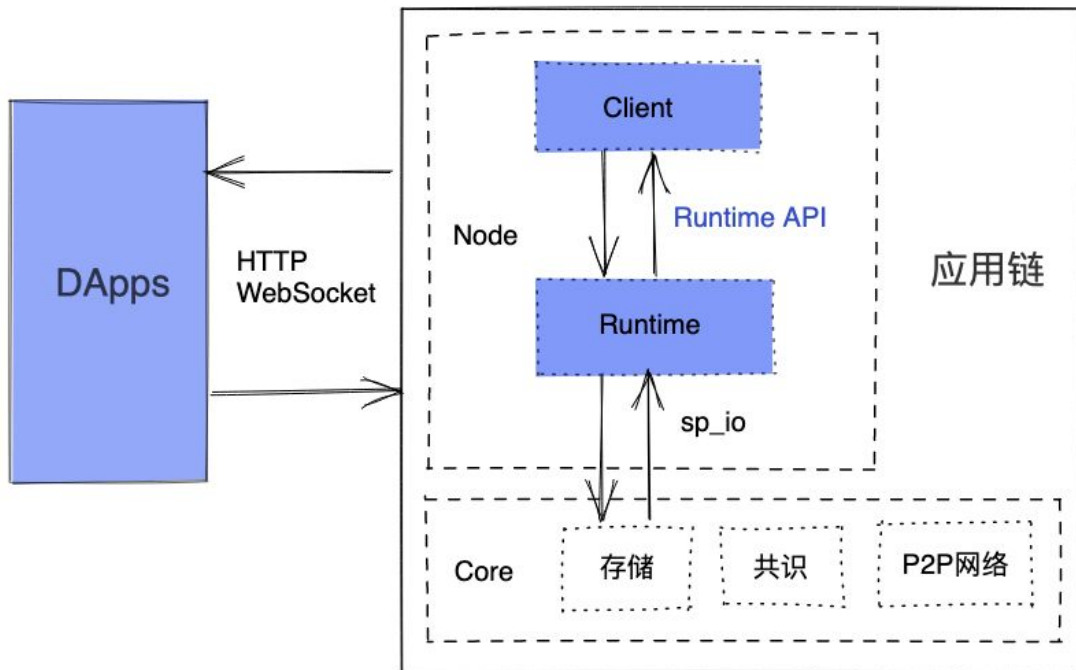 DApps
HTTP
WebSocket
Client
Runtime API
Node
Runtime
sp_io
应用链
Core
存储
共识
P2P网络